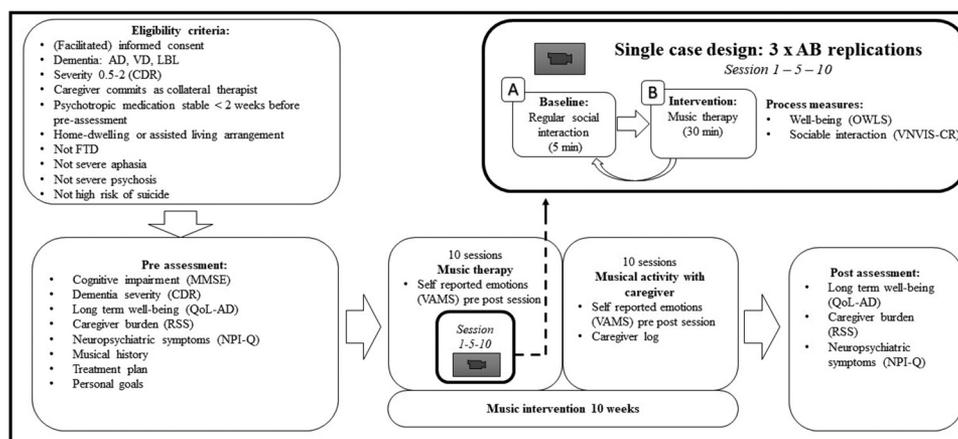 Eligibility criteria:
• (Facilitated) informed consent
• Dementia: AD, VD, LBL
• Severity 0.5-2 (CDR)
• Caregiver commits as collateral therapist
• Psychotropic medication stable < 2 weeks before
pre-assessment
• Home-dwelling or assisted living arrangement
• Not FTD
• Not severe aphasia
• Not severe psychosis
• Not high risk of suicide
Single case design: 3 x AB replications
Session 1 – 5 – 10
A
Baseline:
Regular social
interaction
(5 min)
B
Intervention:
Music therapy
(30 min)
Process measures:
• Well-being (OWLS)
• Sociable interaction (VNVIS-CR)
Pre assessment:
• Cognitive impairment (MMSE)
• Dementia severity (CDR)
• Long term well-being (QoL-AD)
• Caregiver burden (RSS)
• Neuropsychiatric symptoms (NPI-Q)
• Musical history
• Treatment plan
• Personal goals
10 sessions
Music therapy
• Self reported emotions
(VAMS) pre post session
Session
1-5-10
10 sessions
Musical activity with
caregiver
• Self reported emotions
(VAMS) pre post session
• Caregiver log
Music intervention 10 weeks
Post assessment:
• Long term well-being
(QoL-AD)
• Caregiver burden
(RSS)
• Neuropsychiatric
symptoms (NPI-Q)